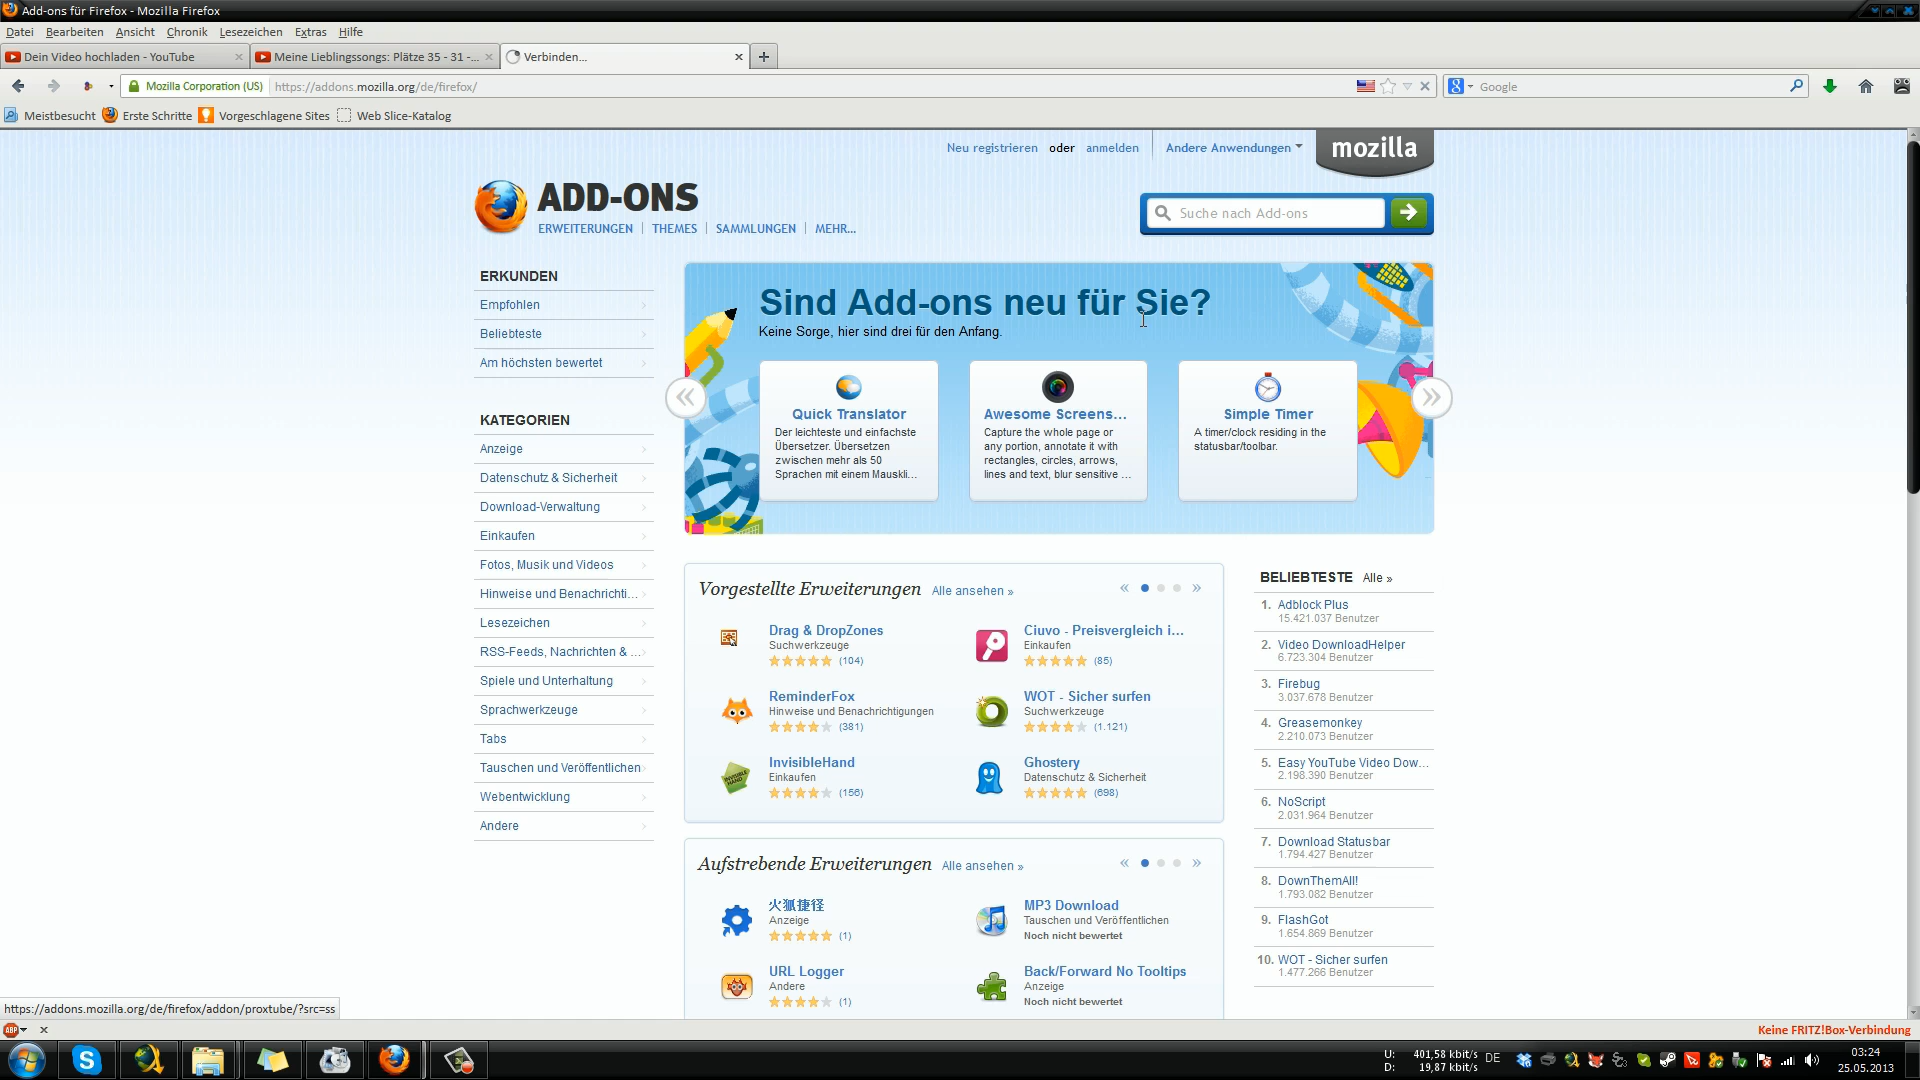 Add-ons für Firefox - Mozilla Firefox
Datei Bearbeiten Ansicht Chronik Lesezeichen Extras Hilfe
Dein Video hochladen - YouTube
Meine Lieblingssongs: Plätze 35 - 31 -...
Verbinden...
Mozilla Corporation (US) https://addons.mozilla.org/de/firefox/
Google
Meistbesucht Erste Schritte Vorgeschlagene Sites Web Slice-Katalog
Neu registrieren oder anmelden Andere Anwendungen
mozilla
ADD-ONS
ERWEITERUNGEN THEMES SAMMLUNGEN MEHR...
Suche nach Add-ons
ERKUNDEN
Empfohlen
Beliebteste
Am höchsten bewertet
KATEGORIEN
Anzeige
Datenschutz & Sicherheit
Download-Verwaltung
Einkaufen
Fotos, Musik und Videos
Hinweise und Benachrichti...
Lesezeichen
RSS-Feeds, Nachrichten & ...
Spiele und Unterhaltung
Sprachwerkzeuge
Tabs
Tauschen und Veröffentlichen
Webentwicklung
Andere
Sind Add-ons neu für Sie?
Keine Sorge, hier sind drei für den Anfang.
Quick Translator
Der leichteste und einfachste
Übersetzer. Übersetzen
zwischen mehr als 50
Sprachen mit einem Mauskli...
Awesome Screens...
Capture the whole page or
any portion, annotate it with
rectangles, circles, arrows,
lines and text, blur sensitive ...
Simple Timer
A timer/clock residing in the
statusbar/toolbar.
Vorgestellte Erweiterungen Alle ansehen »
Drag & DropZones
Suchwerkzeuge
(104)
Ciuvo - Preisvergleich i...
Einkaufen
(85)
ReminderFox
Hinweise und Benachrichtigungen
(381)
WOT - Sicher surfen
Suchwerkzeuge
(1.121)
INVISIBLE HAND
InvisibleHand
Einkaufen
(156)
Ghostery
Datenschutz & Sicherheit
(698)
Aufstrebende Erweiterungen Alle ansehen »
火狐捷径
Anzeige
(1)
MP3 Download
Tauschen und Veröffentlichen
Noch nicht bewertet
URL Logger
Andere
(1)
Back/Forward No Tooltips
Anzeige
Noch nicht bewertet
BELIEBTESTE Alle »
1. Adblock Plus
15.421.037 Benutzer
2. Video DownloadHelper
6.723.304 Benutzer
3. Firebug
3.037.678 Benutzer
4. Greasemonkey
2.210.073 Benutzer
5. Easy YouTube Video Dow...
2.198.390 Benutzer
6. NoScript
2.031.964 Benutzer
7. Download Statusbar
1.794.427 Benutzer
8. DownThemAll!
1.793.082 Benutzer
9. FlashGot
1.654.869 Benutzer
10. WOT - Sicher surfen
1.477.266 Benutzer
https://addons.mozilla.org/de/firefox/addon/proxtube/?src=ss
ABP
Keine FRITZ!Box-Verbindung
U: 401,58 kbit/s
D: 19,87 kbit/s
DE
03:24
25.05.2013